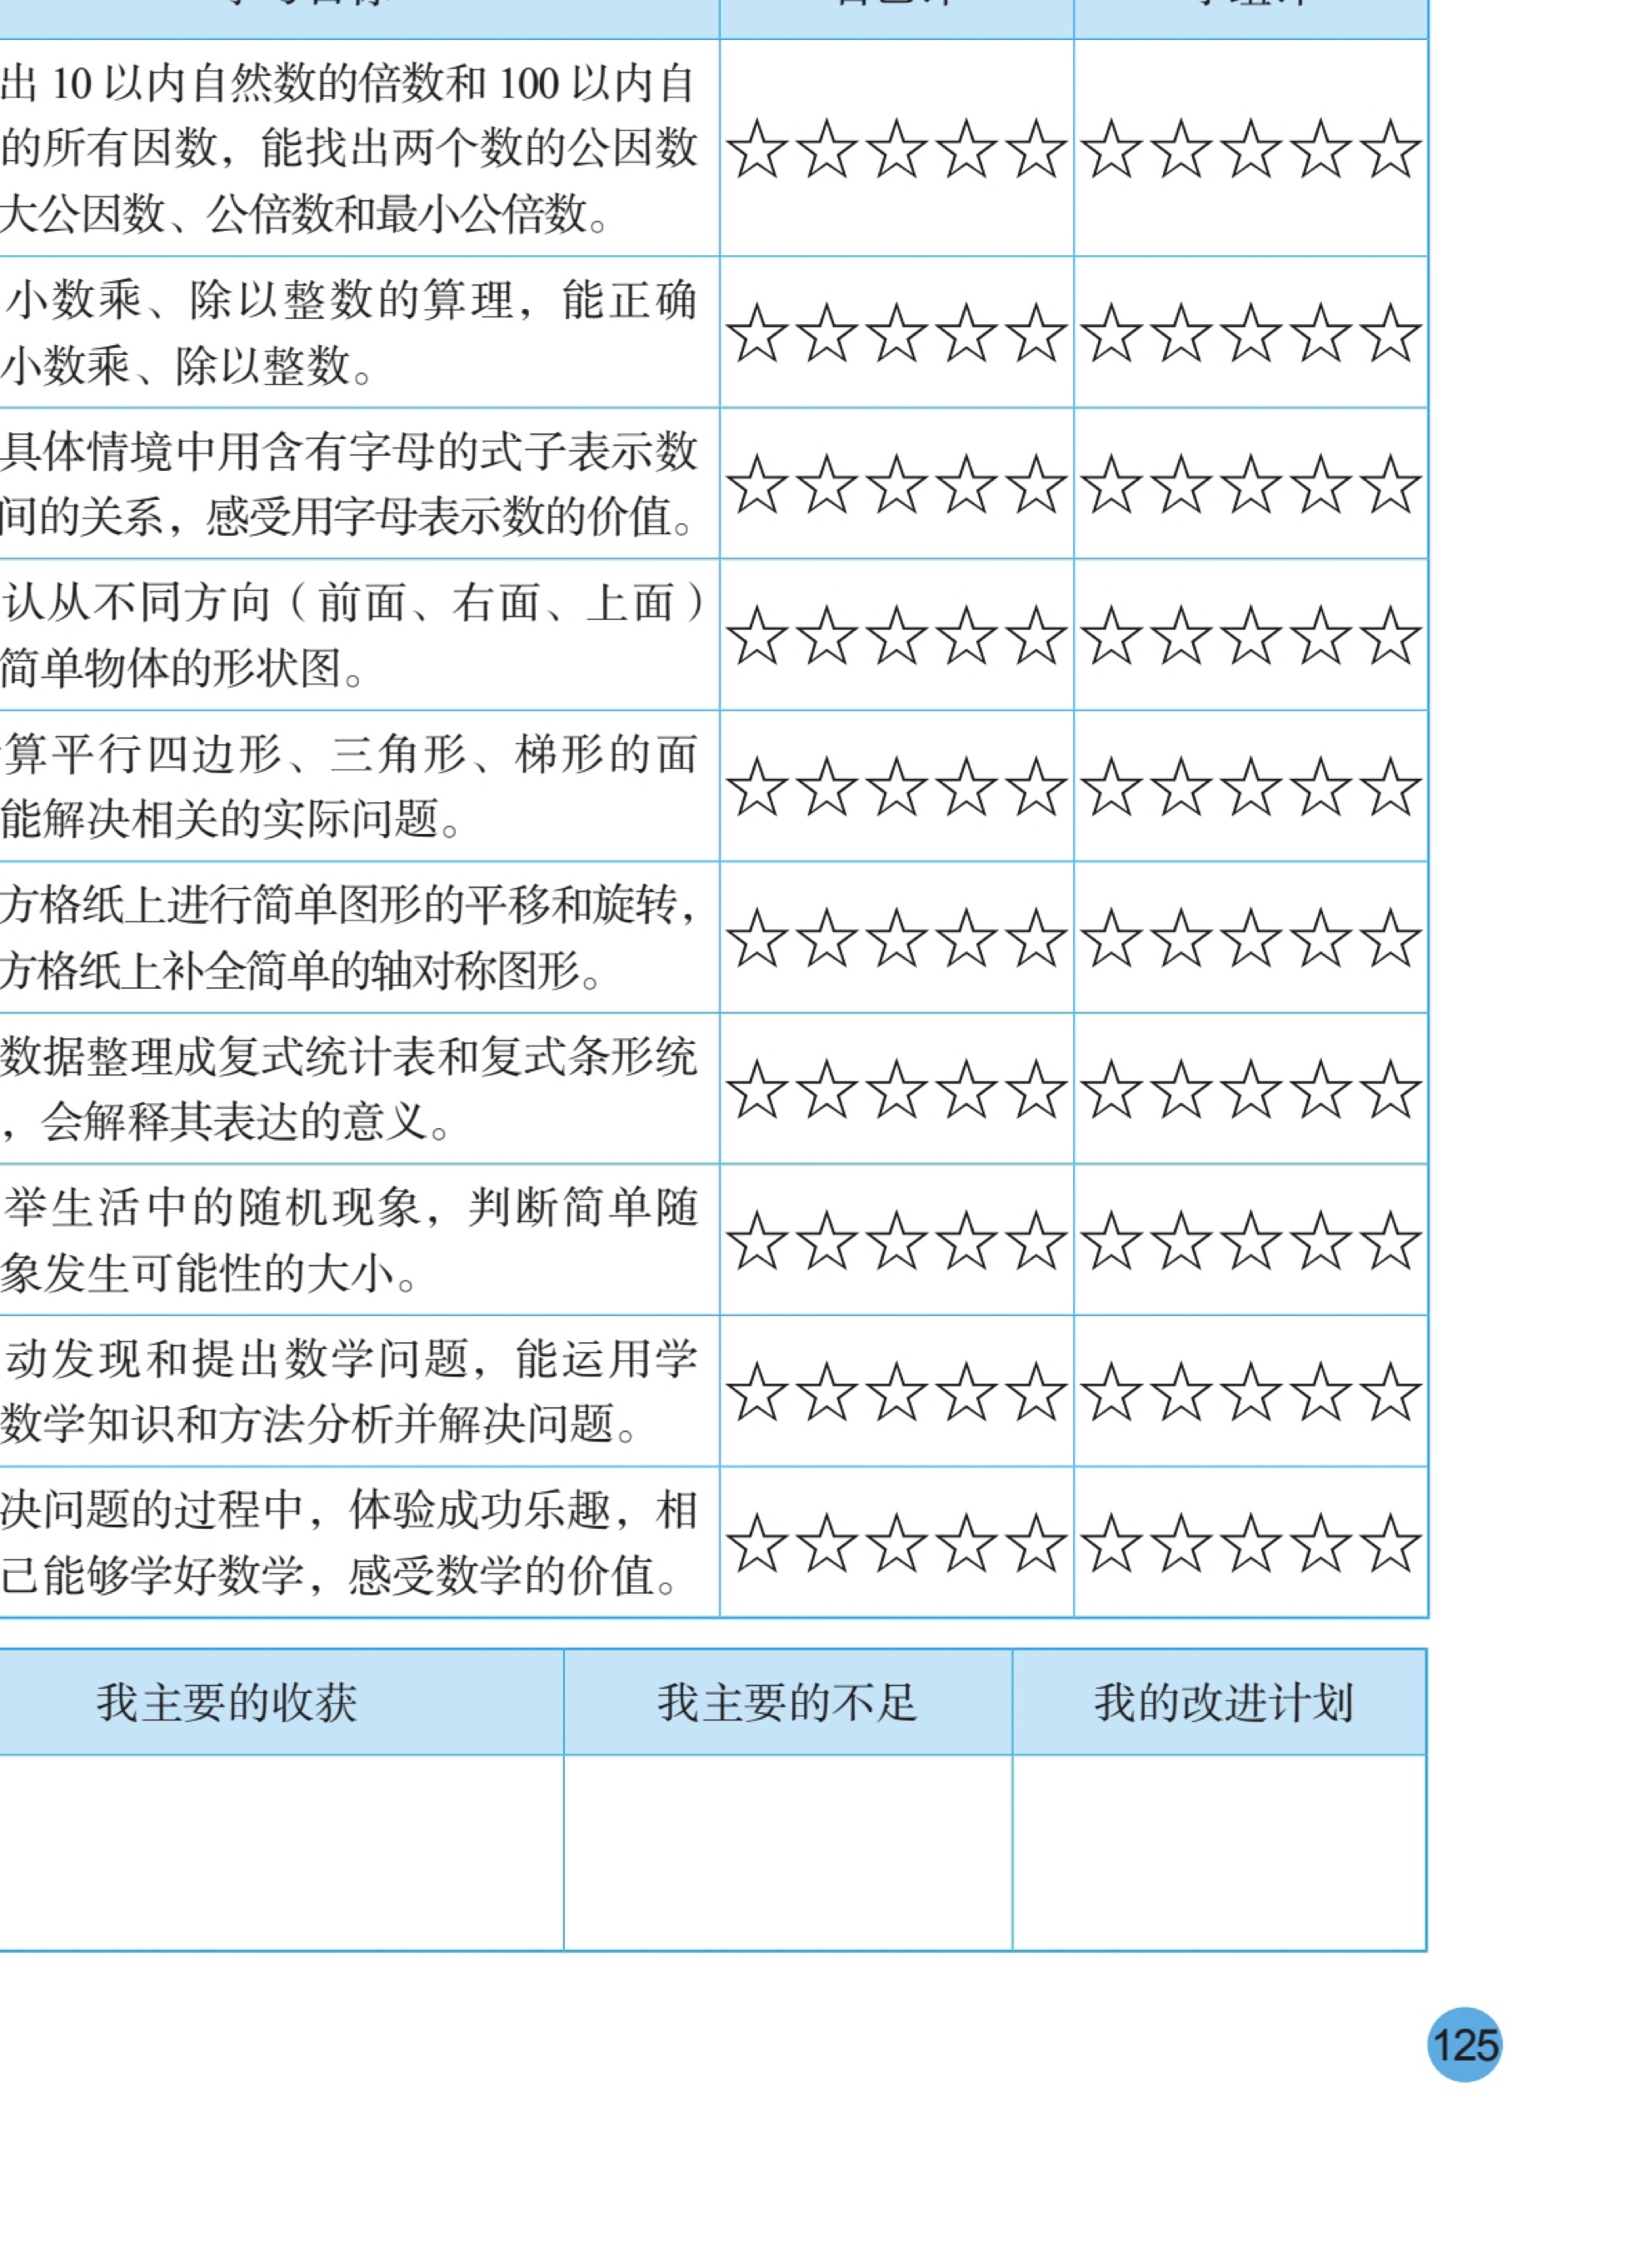 出 10 以内自然数的倍数和 100 以内自
的所有因数，能找出两个数的公因数
大公因数、公倍数和最小公倍数。
☆☆☆☆☆ ☆☆☆☆☆
小数乘、除以整数的算理，能正确
小数乘、除以整数。
☆☆☆☆☆ ☆☆☆☆☆
具体情境中用含有字母的式子表示数
间的关系，感受用字母表示数的价值。
☆☆☆☆☆ ☆☆☆☆☆
认从不同方向（前面、右面、上面）
简单物体的形状图。
☆☆☆☆☆ ☆☆☆☆☆
算平行四边形、三角形、梯形的面
能解决相关的实际问题。
☆☆☆☆☆ ☆☆☆☆☆
方格纸上进行简单图形的平移和旋转，
方格纸上补全简单的轴对称图形。
☆☆☆☆☆ ☆☆☆☆☆
数据整理成复式统计表和复式条形统
，会解释其表达的意义。
☆☆☆☆☆ ☆☆☆☆☆
举生活中的随机现象，判断简单随
象发生可能性的大小。
☆☆☆☆☆ ☆☆☆☆☆
动发现和提出数学问题，能运用学
数学知识和方法分析并解决问题。
☆☆☆☆☆ ☆☆☆☆☆
决问题的过程中，体验成功乐趣，相
己能够学好数学，感受数学的价值。
☆☆☆☆☆ ☆☆☆☆☆
我主要的收获
我主要的不足
我的改进计划
125